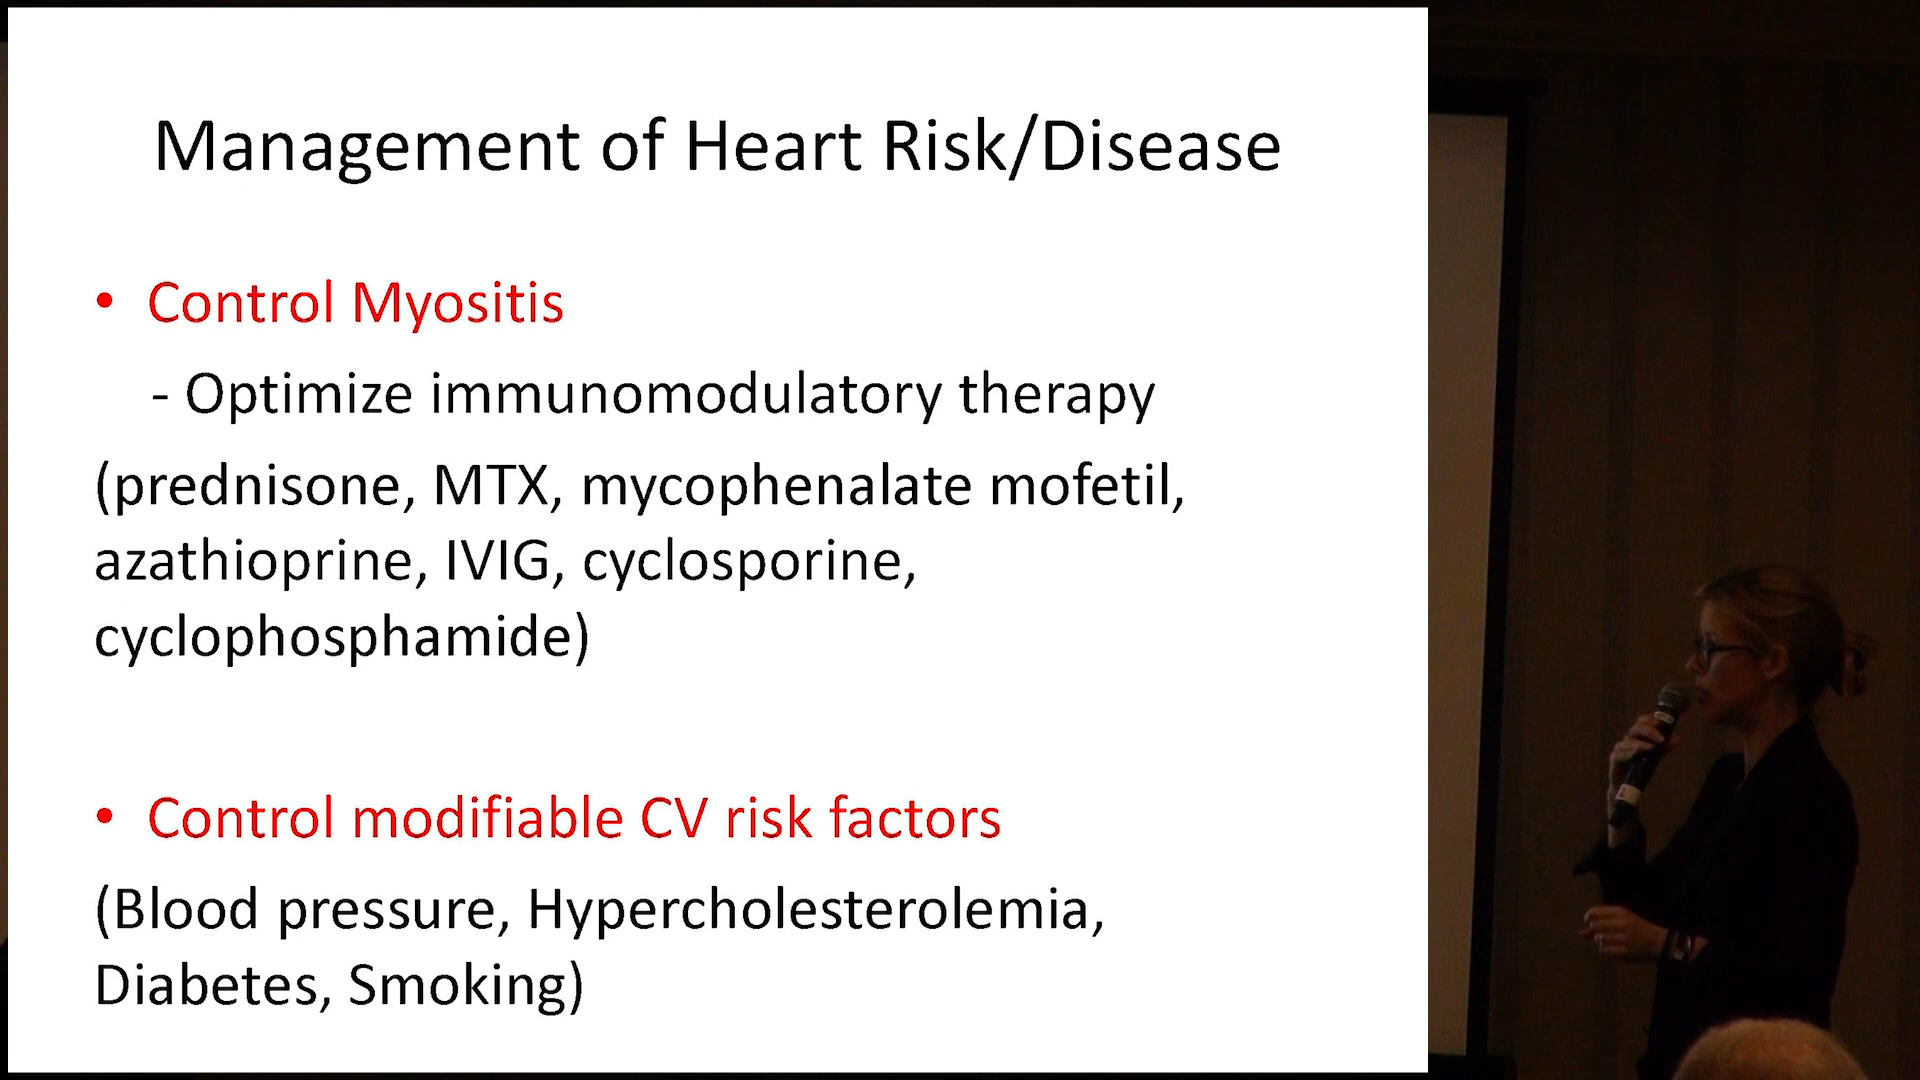 Management of Heart Risk/Disease
• Control Myositis
- Optimize immunomodulatory therapy
(prednisone, MTX, mycophenalate mofetil,
azathioprine, IVIG, cyclosporine,
cyclophosphamide)
• Control modifiable CV risk factors
(Blood pressure, Hypercholesterolemia,
Diabetes, Smoking)